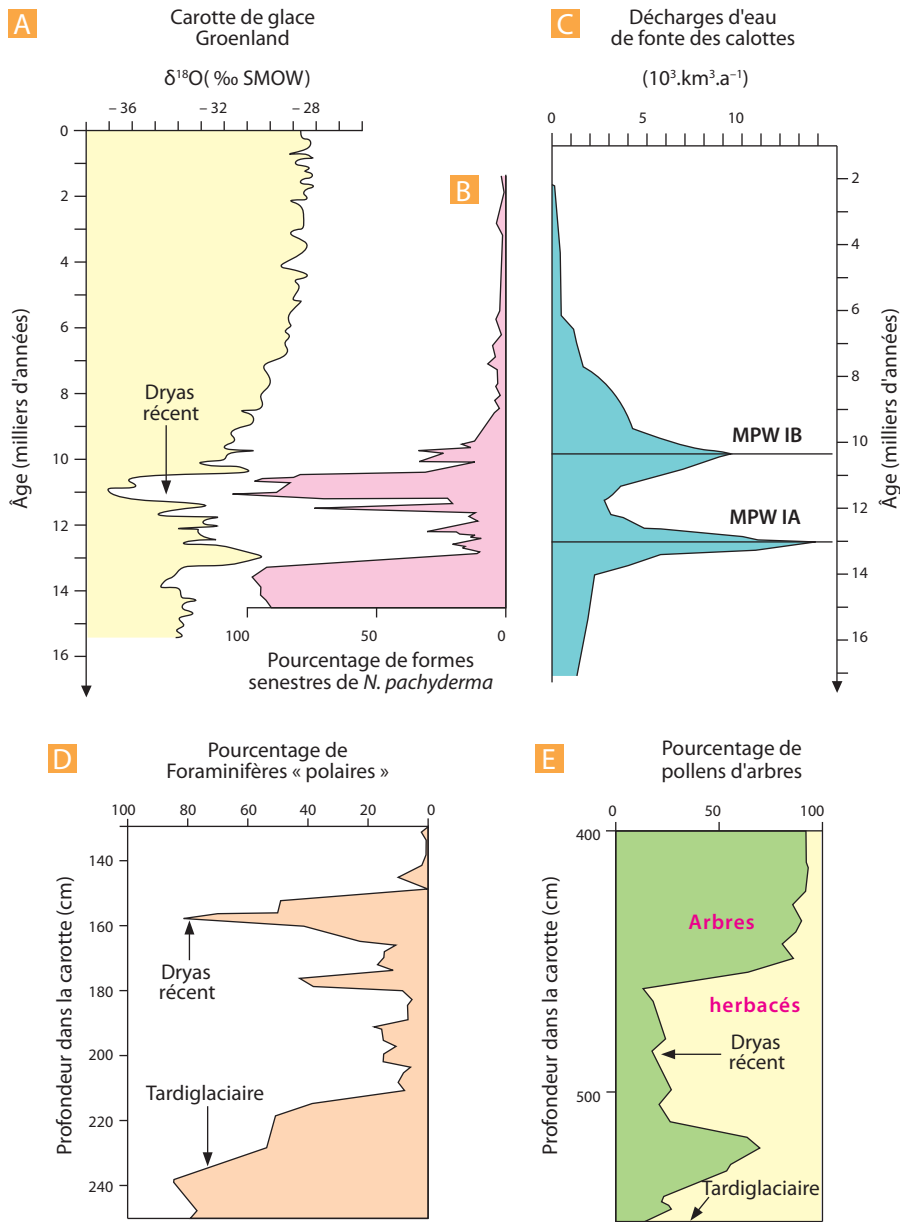 A
Carotte de glace
Groenland
δ¹⁸O( ‰ SMOW)
– 36
– 32
– 28
0
2
4
6
8
10
12
14
16
Âge (milliers d'années)
Dryas
récent
B
100
50
0
Pourcentage de formes
senestres de N. pachyderma
C
Décharges d'eau
de fonte des calottes
(10³.km³.a⁻¹)
0
5
10
MPW IB
MPW IA
2
4
6
8
10
12
14
16
Âge (milliers d'années)
D
Pourcentage de
Foraminifères « polaires »
100
80
60
40
20
0
140
160
180
200
220
240
Profondeur dans la carotte (cm)
Dryas
récent
Tardiglaciaire
E
Pourcentage de
pollens d'arbres
0
50
100
400
500
Profondeur dans la carotte (cm)
Arbres
herbacés
Dryas
récent
Tardiglaciaire